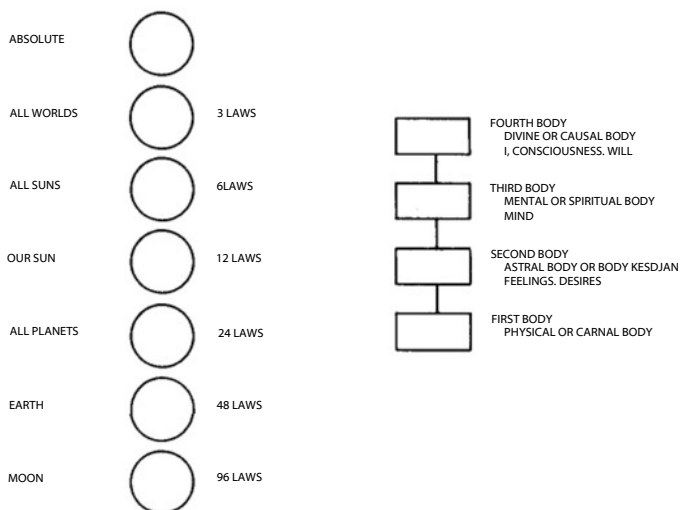 ABSOLUTE
ALL WORLDS
3 LAWS
ALL SUNS
6LAWS
OUR SUN
12 LAWS
ALL PLANETS
24 LAWS
EARTH
48 LAWS
MOON
96 LAWS
FOURTH BODY
DIVINE OR CAUSAL BODY
I, CONSCIOUSNESS. WILL
THIRD BODY
MENTAL OR SPIRITUAL BODY
MIND
SECOND BODY
ASTRAL BODY OR BODY KESDJAN
FEELINGS. DESIRES
FIRST BODY
PHYSICAL OR CARNAL BODY